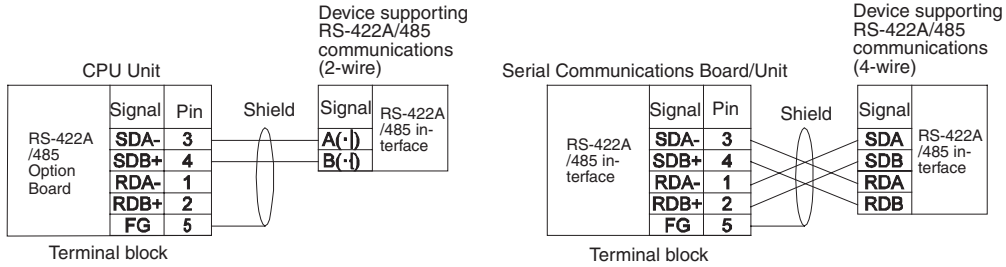 Device supporting
RS-422A/485
communications
(2-wire)
CPU Unit
Signal Pin
Shield
Signal
RS-422A
/485
Option
Board
SDA- 3
SDB+ 4
RDA- 1
RDB+ 2
FG 5
RS-422A
/485 in-
terface
Terminal block
Device supporting
RS-422A/485
communications
(4-wire)
Serial Communications Board/Unit
Signal Pin
Shield
Signal
RS-422A
/485 in-
terface
SDA- 3
SDB+ 4
RDA- 1
RDB+ 2
FG 5
SDA
SDB
RDA
RDB
RS-422A
/485 in-
terface
Terminal block